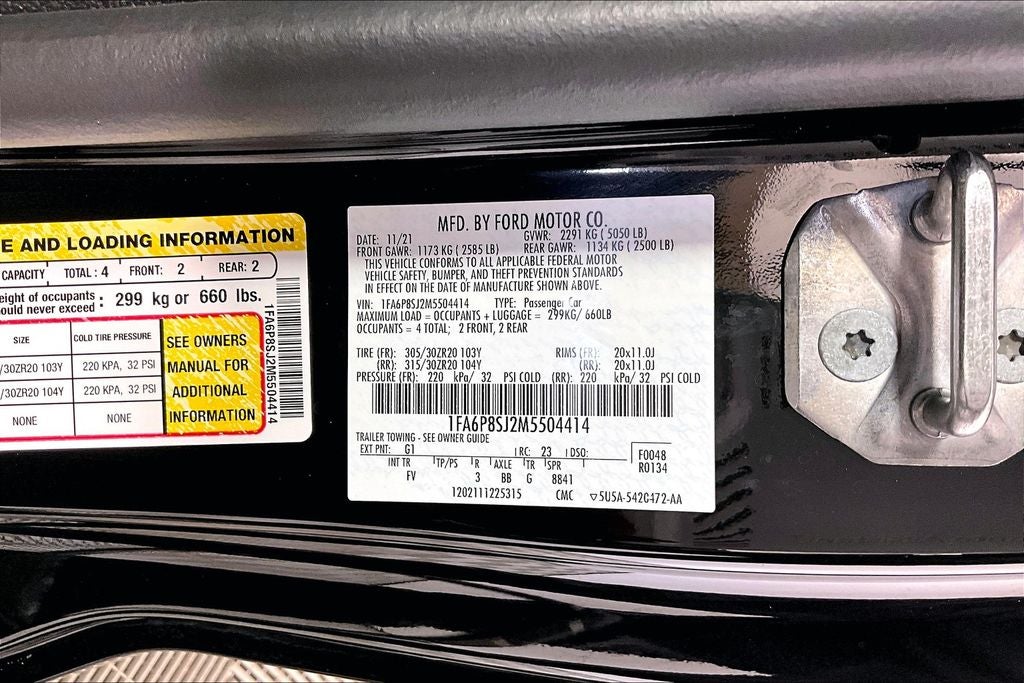 E AND LOADING INFORMATION
CAPACITY TOTAL : 4 FRONT: 2 REAR: 2
eight of occupants
ould never exceed : 299 kg or 660 lbs.
SIZE COLD TIRE PRESSURE
/30ZR20 103Y 220 KPA, 32 PSI
/30ZR20 104Y 220 KPA, 32 PSI
NONE NONE
SEE OWNERS
MANUAL FOR
ADDITIONAL
INFORMATION
1FA6P8SJ2M5504414
MFD. BY FORD MOTOR CO.
DATE: 11/21 GVWR: 2291 KG ( 5050 LB)
FRONT GAWR: 1173 KG ( 2585 LB) REAR GAWR: 1134 KG ( 2500 LB)
THIS VEHICLE CONFORMS TO ALL APPLICABLE FEDERAL MOTOR
VEHICLE SAFETY, BUMPER, AND THEFT PREVENTION STANDARDS
IN EFFECT ON THE DATE OF MANUFACTURE SHOWN ABOVE.
VIN: 1FA6P8SJ2M5504414 TYPE: Passenger Car
MAXIMUM LOAD = OCCUPANTS + LUGGAGE = 299KG/ 660LB
OCCUPANTS = 4 TOTAL; 2 FRONT, 2 REAR
TIRE (FR): 305/30ZR20 103Y RIMS (FR): 20x11.0J
(RR): 315/30ZR20 104Y (RR): 20x11.0J
PRESSURE (FR): 220 kPa/ 32 PSI COLD (RR): 220 kPa/ 32 PSI COLD
1FA6P8SJ2M5504414
TRAILER TOWING - SEE OWNER GUIDE
EXT PNT: G1 RC: 23 DSO: F0048
R0134
INT TR TP/PS R AXLE TR SPR
FV 3 BB G 8841
1202111225315 CMC ▽5U5A-542C472-AA